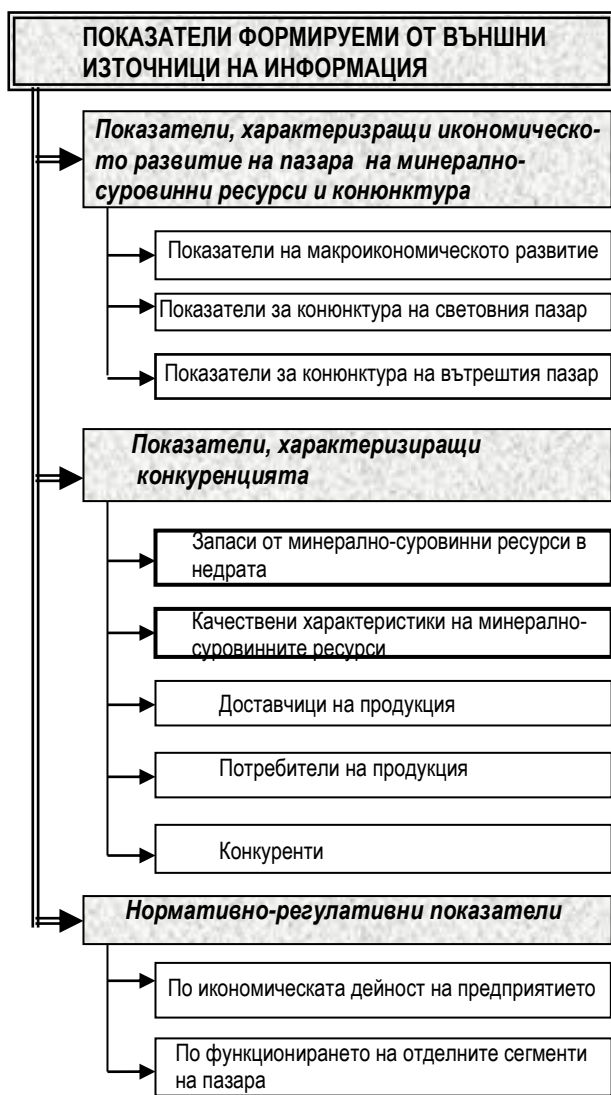 ПОКАЗАТЕЛИ ФОРМИРУЕМИ ОТ ВЪНШНИ
ИЗТОЧНИЦИ НА ИНФОРМАЦИЯ
Показатели, характеризращи икономическо-
то развитие на пазара на минерално-
суровинни ресурси и конюнктура
Показатели на макроикономическото развитие
Показатели за конюнктура на световния пазар
Показатели за конюнктура на вътрештия пазар
Показатели, характеризиращи
конкуренцията
Запаси от минерално-суровинни ресурси в
недрата
Качествени характеристики на минерално-
суровинните ресурси
Доставчици на продукция
Потребители на продукция
Конкуренти
Нормативно-регулативни показатели
По икономическата дейност на предприятието
По функционирането на отделните сегменти
на пазара